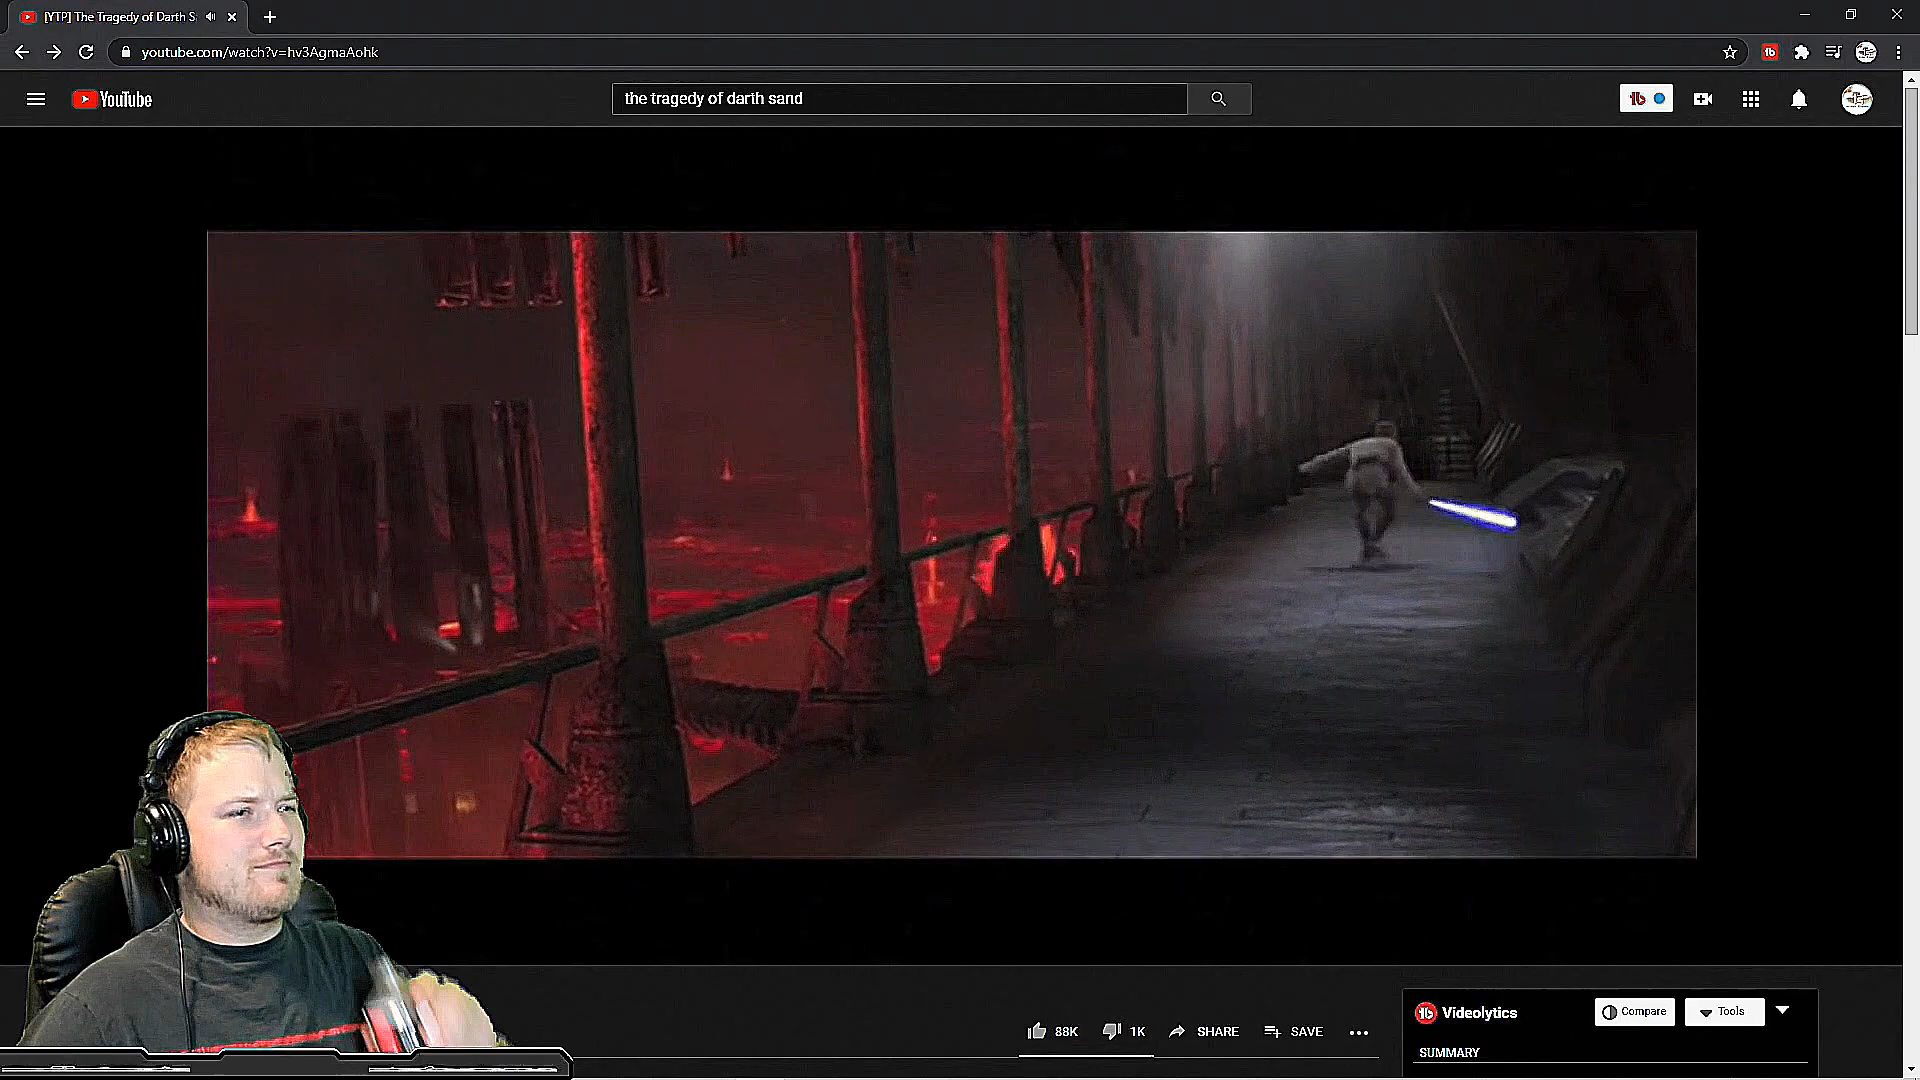 [YTP] The Tragedy of Darth S
youtube.com/watch?v=hv3AgmaAohk
YouTube
the tragedy of darth sand
88K
1K
SHARE
SAVE
Videolytics
Compare
Tools
SUMMARY